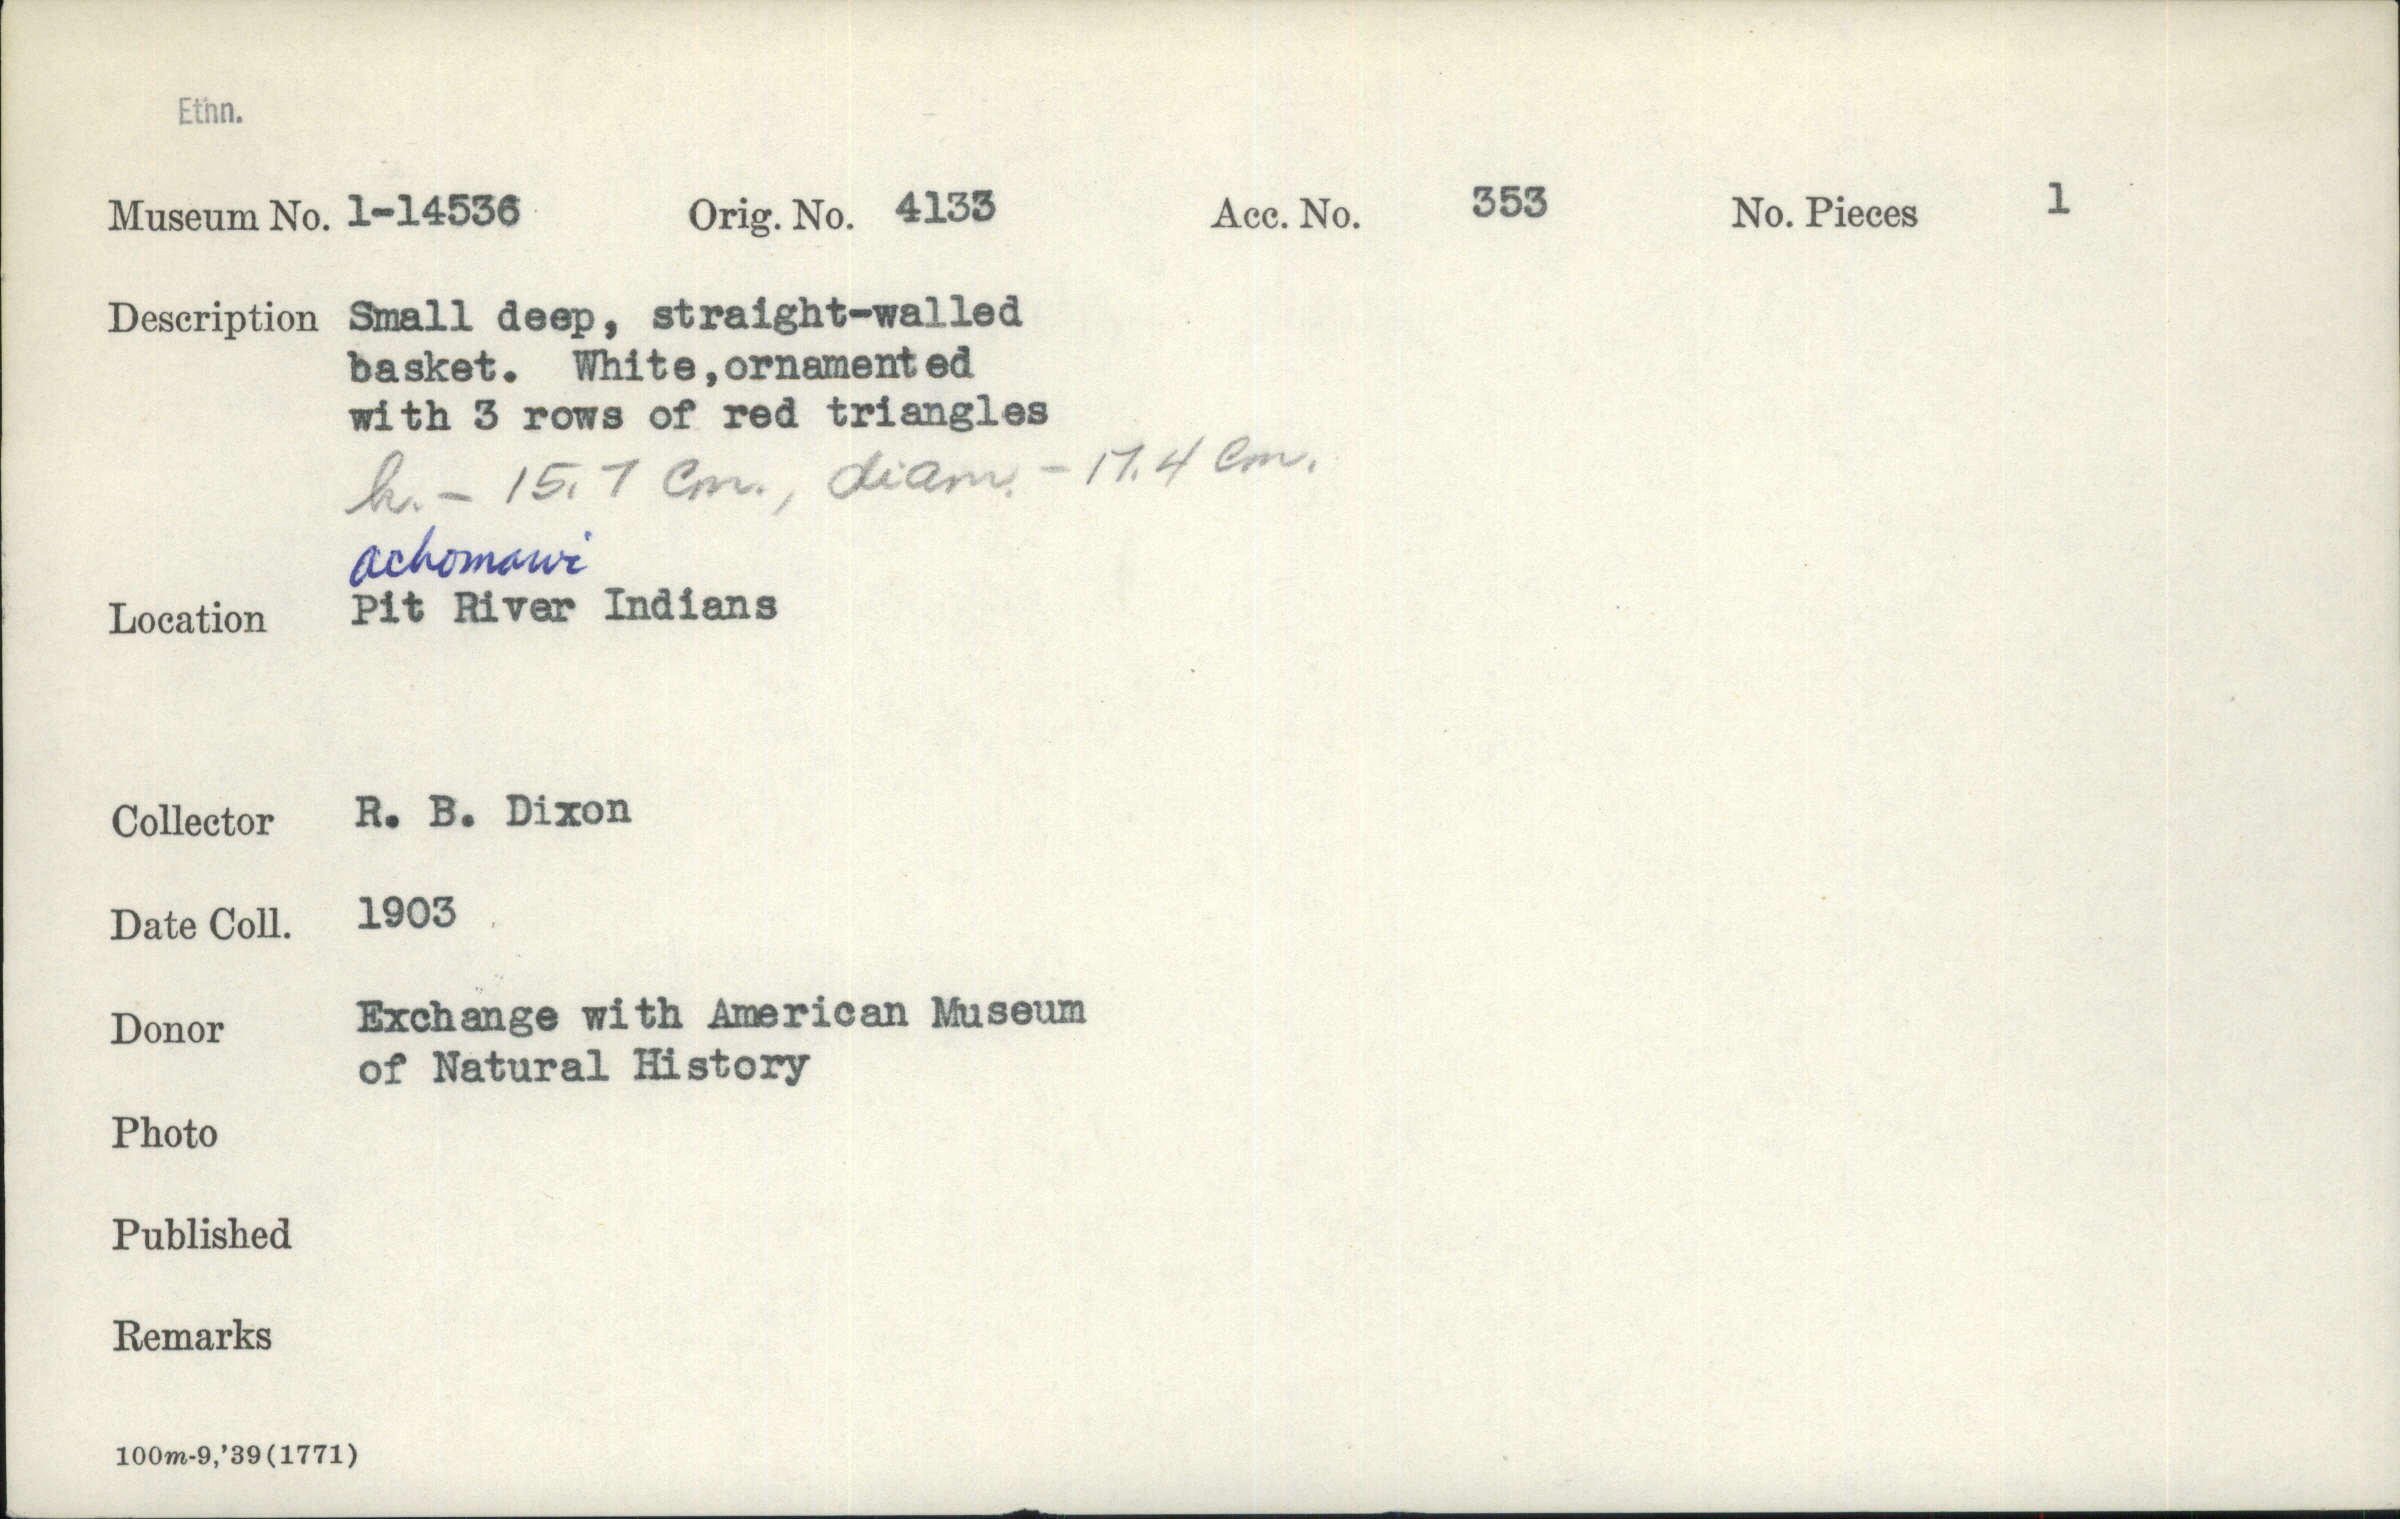 Ethn.
Museum No. 1-14536 Orig. No. 4133 Acc. No. 353 No. Pieces 1
Description Small deep, straight-walled
basket. White,ornamented
with 3 rows of red triangles
h. - 15.7 cm., diam. - 17.4 cm.
achomawi
Location Pit River Indians
Collector R. B. Dixon
Date Coll. 1903
Donor Exchange with American Museum
of Natural History
Photo
Published
Remarks
100m-9,'39(1771)